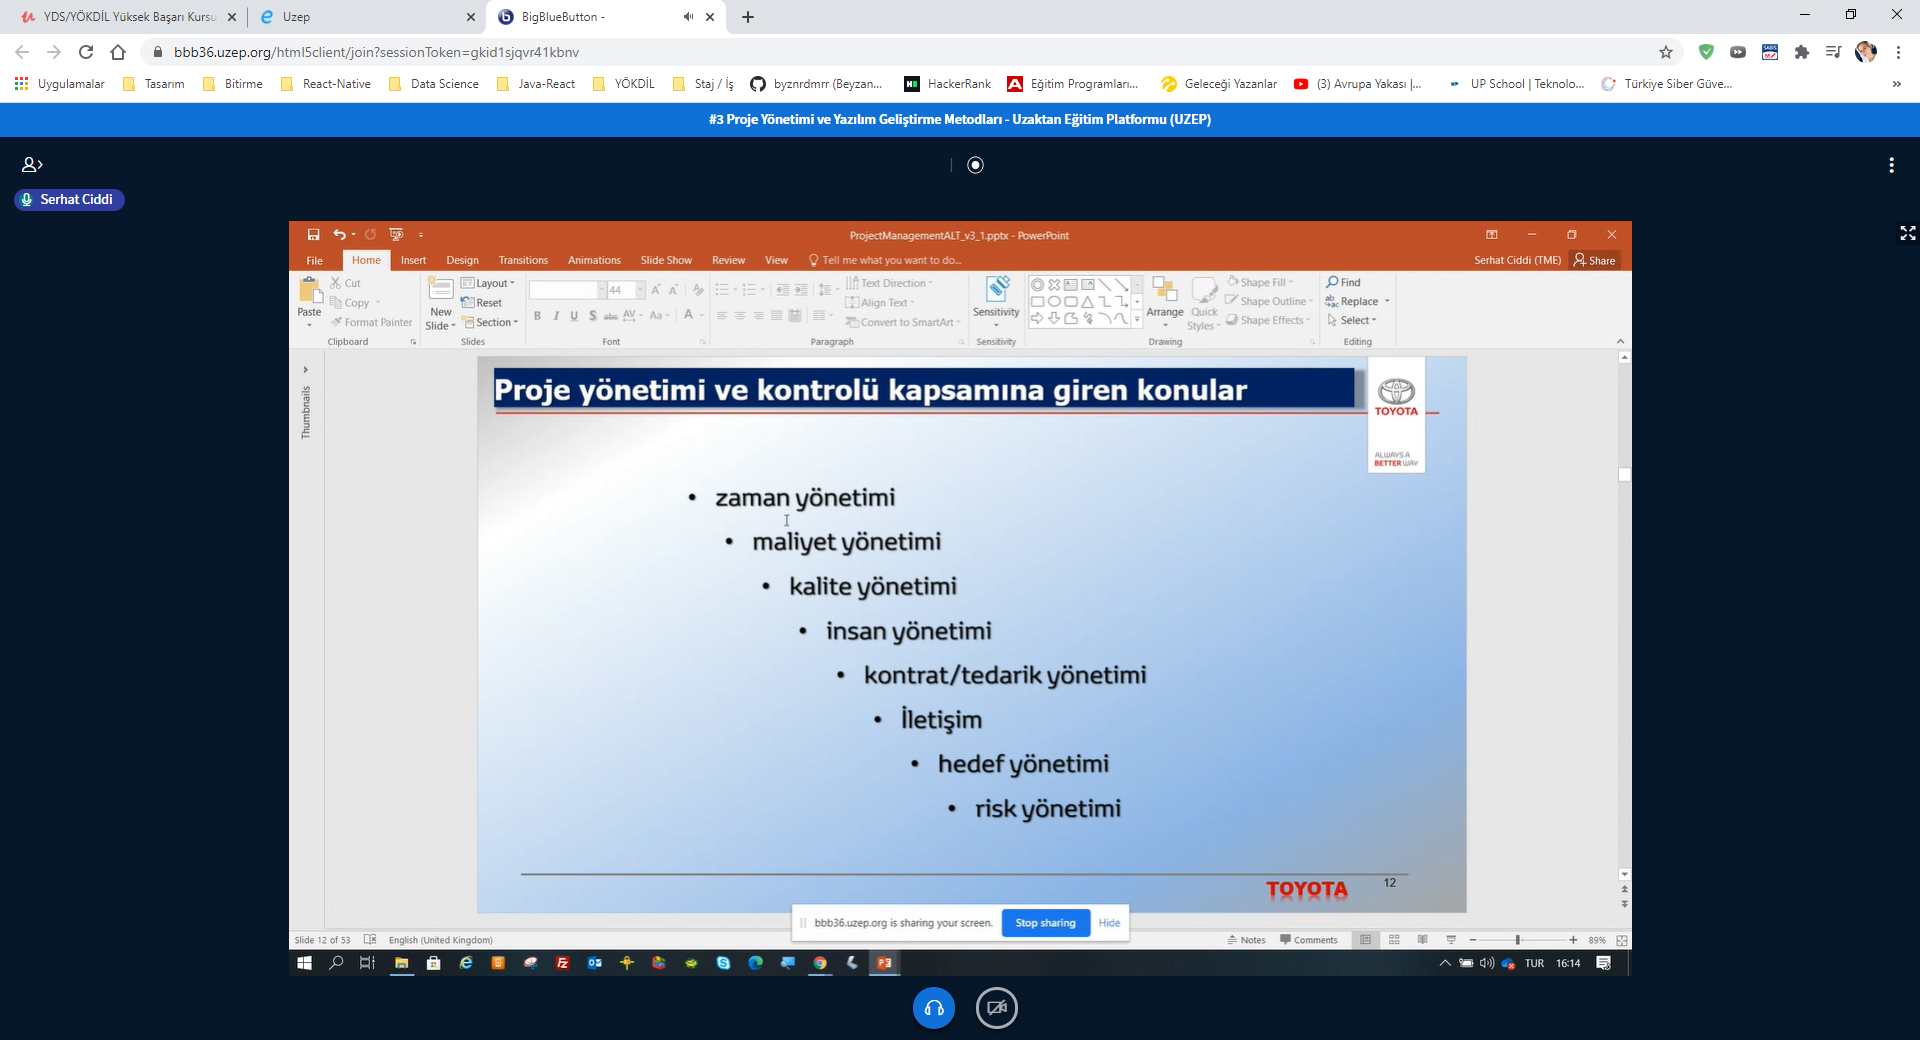 YDS/YÖKDİL Yüksek Başarı Kursu
Uzep
BigBlueButton -
bbb36.uzep.org/html5client/join?sessionToken=gkid1sjqvr41kbnv
Uygulamalar
Tasarım
Bitirme
React-Native
Data Science
Java-React
YÖKDİL
Staj / İş
byznrdmrr (Beyzan...
HackerRank
Eğitim Programları...
Geleceği Yazanlar
(3) Avrupa Yakası |...
UP School | Teknolo...
Türkiye Siber Güve...
#3 Proje Yönetimi ve Yazılım Geliştirme Metodları - Uzaktan Eğitim Platformu (UZEP)
Serhat Ciddi
ProjectManagementALT_v3_1.pptx - PowerPoint
File Home Insert Design Transitions Animations Slide Show Review View Tell me what you want to do...
Serhat Ciddi (TME) Share
Paste
Cut
Copy
Format Painter
Clipboard
New Slide
Layout
Reset
Section
Slides
44
B I U S abc AV Aa A
Font
Text Direction
Align Text
Convert to SmartArt
Paragraph
Sensitivity
Sensitivity
Arrange
Quick Styles
Shape Fill
Shape Outline
Shape Effects
Drawing
Find
Replace
Select
Editing
Thumbnails
Proje yönetimi ve kontrolü kapsamına giren konular
TOYOTA
ALWAYS A
BETTER WAY
• zaman yönetimi
• maliyet yönetimi
• kalite yönetimi
• insan yönetimi
• kontrat/tedarik yönetimi
• İletişim
• hedef yönetimi
• risk yönetimi
TOYOTA
12
bbb36.uzep.org is sharing your screen. Stop sharing Hide
Slide 12 of 53 English (United Kingdom) Notes Comments 89%
TUR 16:14